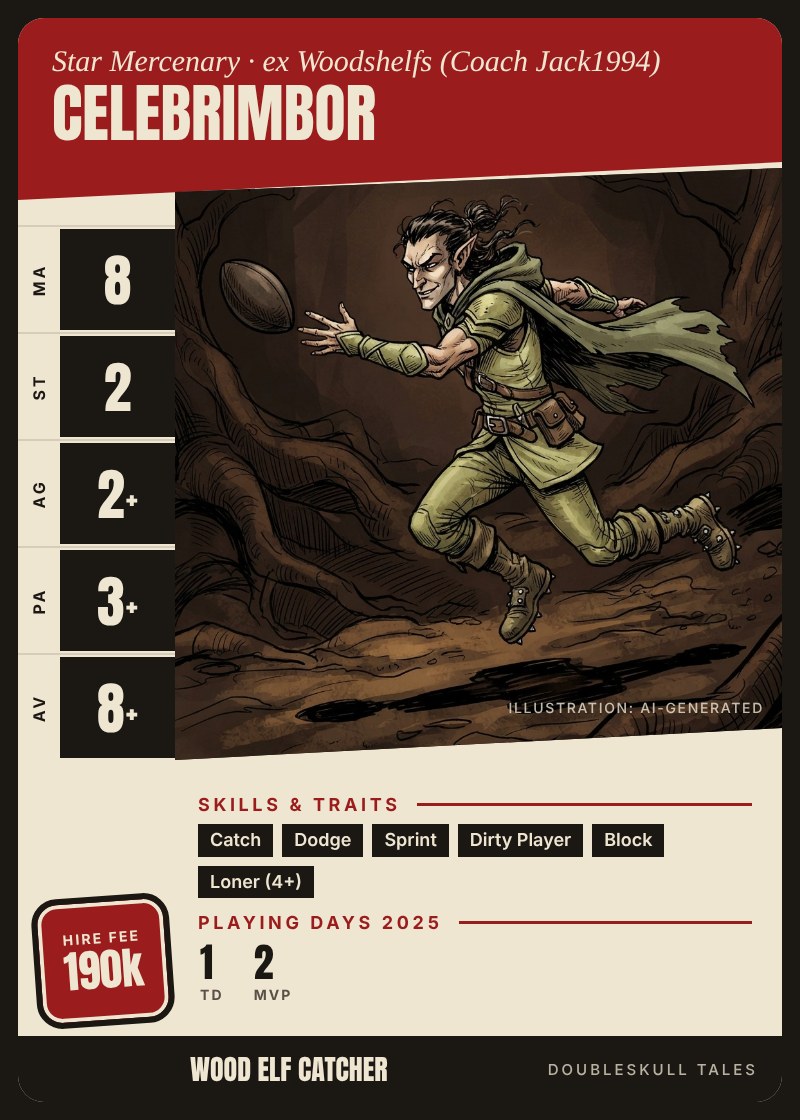 Star Mercenary · ex Woodshelfs (Coach Jack1994)
CELEBRIMBOR
MA
8
ST
2
AG
2+
PA
3+
AV
8+
ILLUSTRATION: AI-GENERATED
SKILLS & TRAITS
Catch Dodge Sprint Dirty Player Block
Loner (4+)
PLAYING DAYS 2025
1 2
TD MVP
HIRE FEE
190k
WOOD ELF CATCHER
DOUBLESKULL TALES